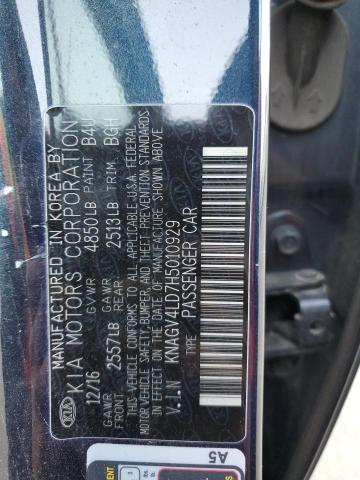 MANUFACTURED IN KOREA BY
KIA MOTORS CORPORATION
12/16 GVWR 4850LB PAINT B4U
GAWR FRONT 2557LB GAWR REAR 2513LB TRIM BGH
THIS VEHICLE CONFORMS TO ALL APPLICABLE U.S.A. FEDERAL
MOTOR VEHICLE SAFETY, BUMPER, AND THEFT PREVENTION STANDARDS
IN EFFECT ON THE DATE OF MANUFACTURE SHOWN ABOVE.
V.I.N KNAGV4LD7H5010929
TYPE: PASSENGER CAR
KIA
A5